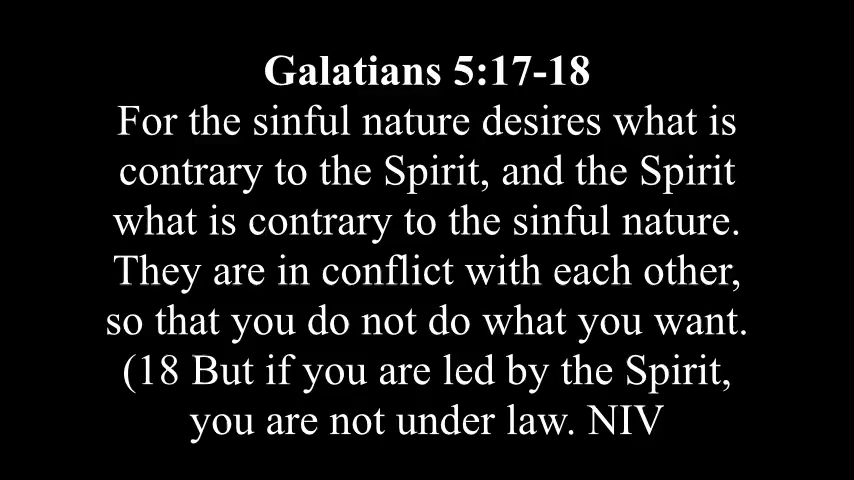 Galatians 5:17-18
For the sinful nature desires what is
contrary to the Spirit, and the Spirit
what is contrary to the sinful nature.
They are in conflict with each other,
so that you do not do what you want.
(18 But if you are led by the Spirit,
you are not under law. NIV